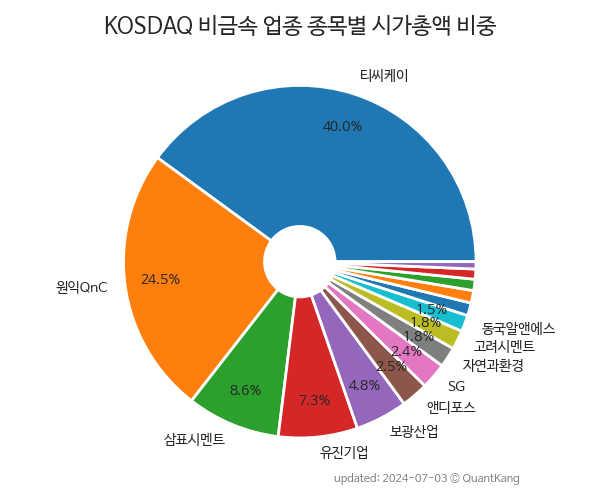 KOSDAQ 비금속 업종 종목별 시가총액 비중
티씨케이
40.0%
원익QnC
24.5%
삼표시멘트
8.6%
유진기업
7.3%
보광산업
4.8%
앤디포스
2.5%
SG
2.4%
자연과환경
1.8%
고려시멘트
1.8%
동국알앤에스
1.5%
updated: 2024-07-03 © QuantKang